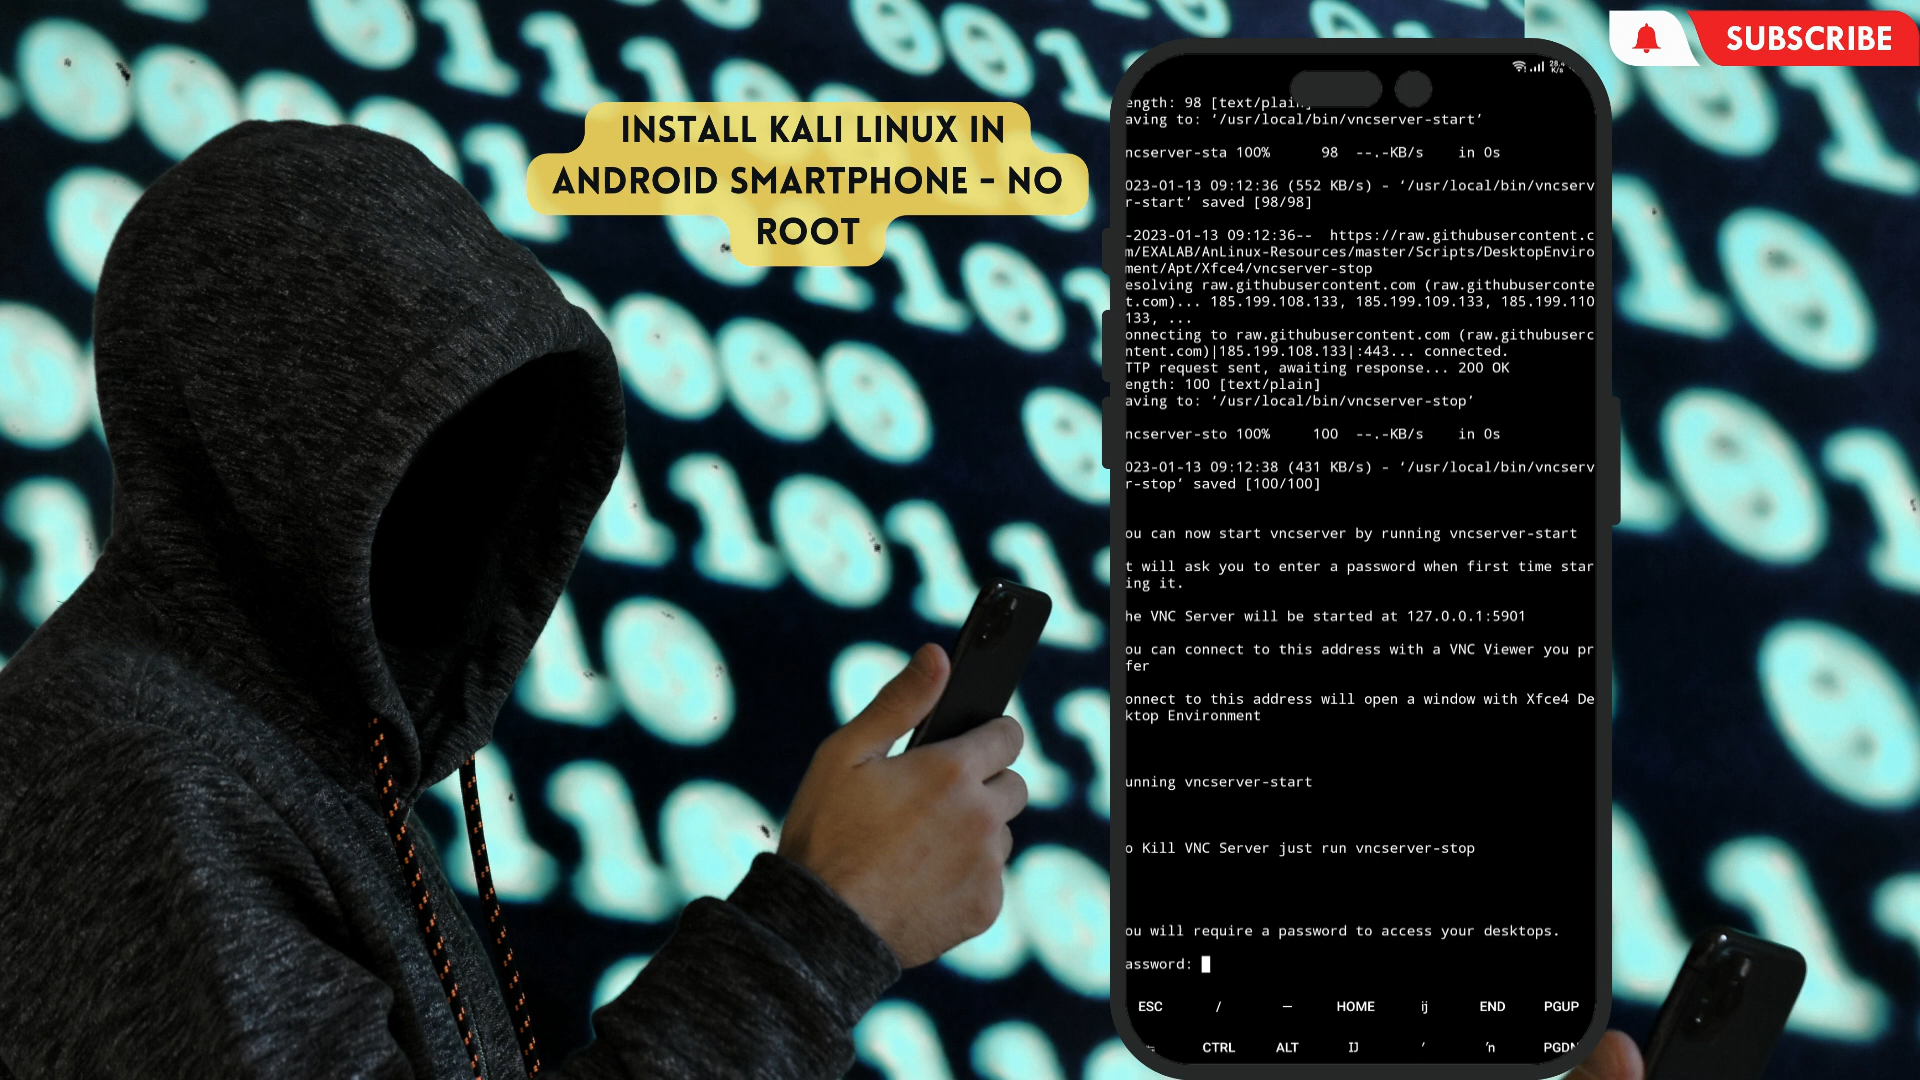 SUBSCRIBE
INSTALL KALI LINUX IN
ANDROID SMARTPHONE - NO
ROOT
28.4
K/s
ength: 98 [text/plain]
aving to: ‘/usr/local/bin/vncserver-start’
ncserver-sta 100%      98  --.-KB/s    in 0s
023-01-13 09:12:36 (552 KB/s) - ‘/usr/local/bin/vncserv
r-start’ saved [98/98]
-2023-01-13 09:12:36--  https://raw.githubusercontent.c
m/EXALAB/AnLinux-Resources/master/Scripts/DesktopEnviro
ment/Apt/Xfce4/vncserver-stop
esolving raw.githubusercontent.com (raw.githubuserconte
t.com)... 185.199.108.133, 185.199.109.133, 185.199.110
133, ...
onnecting to raw.githubusercontent.com (raw.githubuserc
ntent.com)|185.199.108.133|:443... connected.
TTP request sent, awaiting response... 200 OK
ength: 100 [text/plain]
aving to: ‘/usr/local/bin/vncserver-stop’
ncserver-sto 100%     100  --.-KB/s    in 0s
023-01-13 09:12:38 (431 KB/s) - ‘/usr/local/bin/vncserv
r-stop’ saved [100/100]
ou can now start vncserver by running vncserver-start
t will ask you to enter a password when first time star
ing it.
he VNC Server will be started at 127.0.0.1:5901
ou can connect to this address with a VNC Viewer you pr
fer
onnect to this address will open a window with Xfce4 De
ktop Environment
unning vncserver-start
o Kill VNC Server just run vncserver-stop
ou will require a password to access your desktops.
assword:
ESC / — HOME ĳ END PGUP
CTRL ALT Ĳ ʼ ŉ PGDN